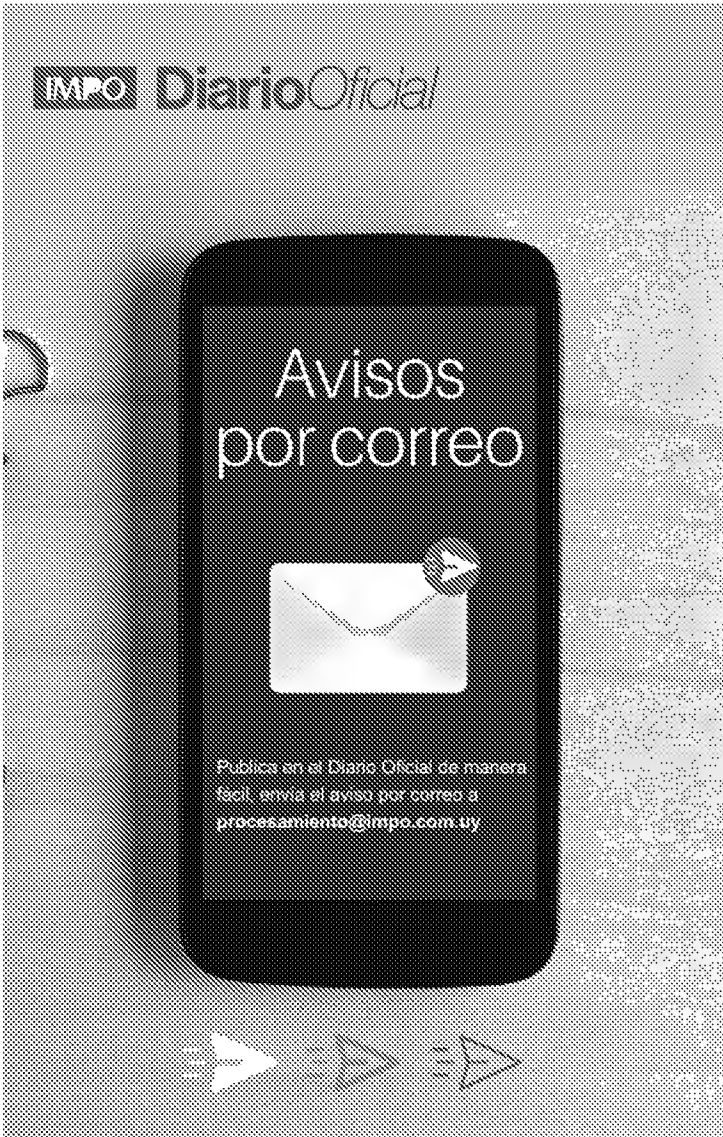 IMPO DiarioOficial
Avisos
por correo
Publica en el Diario Oficial de manera
fácil, envía el aviso por correo a
procesamiento@impo.com.uy